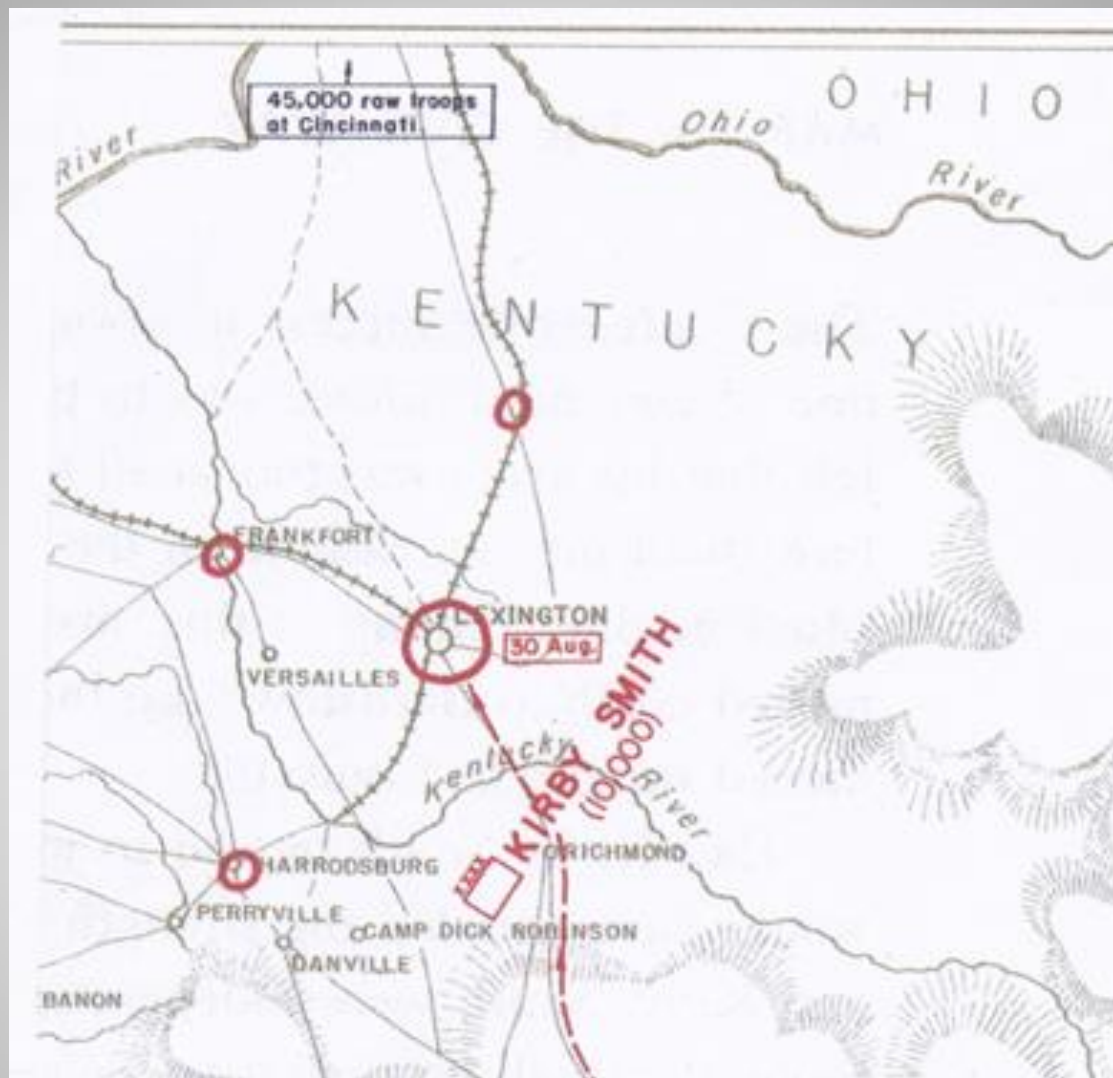 45,000 raw troops
at Cincinnati
OHIO
River
Ohio
River
KENTUCKY
FRANKFORT
LEXINGTON
30 Aug.
VERSAILLES
KIRBY SMITH
(10,000)
Kentucky River
RICHMOND
HARRODSBURG
PERRYVILLE
CAMP DICK ROBINSON
DANVILLE
BANON